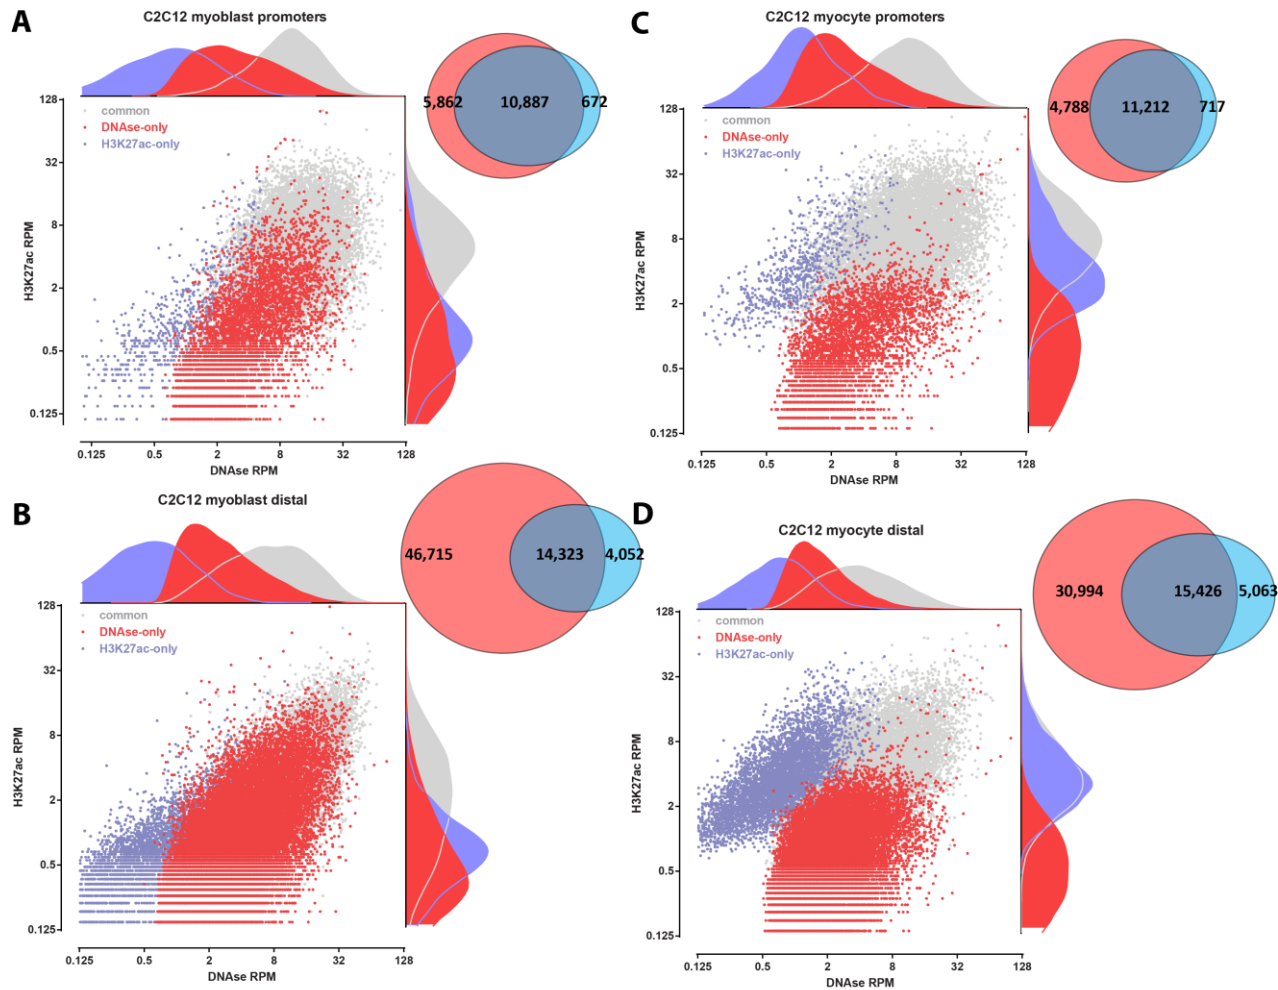 A
C2C12 myoblast promoters
5,862
10,887
672
common
DNAse-only
H3K27ac-only
128
32
8
2
0.5
0.125
H3K27ac RPM
0.125
0.5
2
8
32
128
DNAse RPM
C
C2C12 myocyte promoters
4,788
11,212
717
common
DNAse-only
H3K27ac-only
128
32
8
2
0.5
0.125
H3K27ac RPM
0.125
0.5
2
8
32
128
DNAse RPM
B
C2C12 myoblast distal
46,715
14,323
4,052
common
DNAse-only
H3K27ac-only
128
32
8
2
0.5
0.125
H3K27ac RPM
0.125
0.5
2
8
32
128
DNAse RPM
D
C2C12 myocyte distal
30,994
15,426
5,063
common
DNAse-only
H3K27ac-only
128
32
8
2
0.5
0.125
H3K27ac RPM
0.125
0.5
2
8
32
128
DNAse RPM